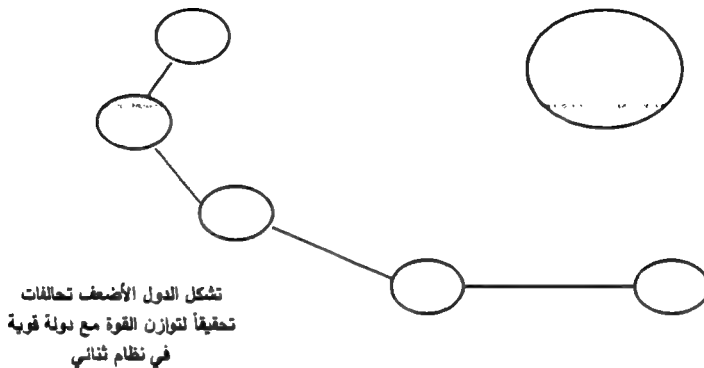 تشكل الدول الأضعف تحالفات
تحقيقاً لتوازن القوة مع دولة قوية
في نظام ثنائي